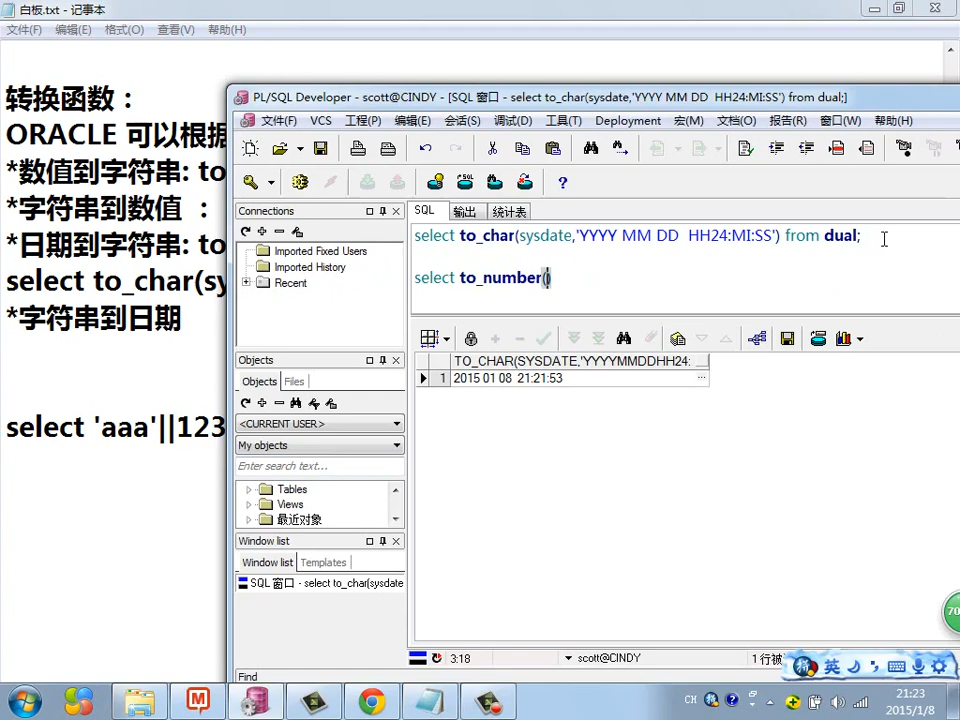 白板.txt - 记事本
文件(F) 编辑(E) 格式(O) 查看(V) 帮助(H)
转换函数：
ORACLE 可以根据
*数值到字符串: to
*字符串到数值 ：
*日期到字符串: to
select to_char(sy
*字符串到日期
select 'aaa'||123
PL/SQL Developer - scott@CINDY - [SQL 窗口 - select to_char(sysdate,'YYYY MM DD  HH24:MI:SS') from dual;]
文件(F) VCS 工程(P) 编辑(E) 会话(S) 调试(D) 工具(T) Deployment 宏(M) 文档(O) 报告(R) 窗口(W) 帮助(H)
Connections
Imported Fixed Users
Imported History
Recent
Objects
Objects Files
<CURRENT USER>
My objects
Enter search text...
Tables
Views
最近对象
Window list
Window list Templates
SQL 窗口 - select to_char(sysdate
SQL 输出 统计表
select to_char(sysdate,'YYYY MM DD  HH24:MI:SS') from dual;
select to_number()
TO_CHAR(SYSDATE,'YYYYMMDDHH24:
1 2015 01 08  21:21:53 ...
3:18 scott@CINDY 1 行被
Find
70
英
CH
21:23
2015/1/8